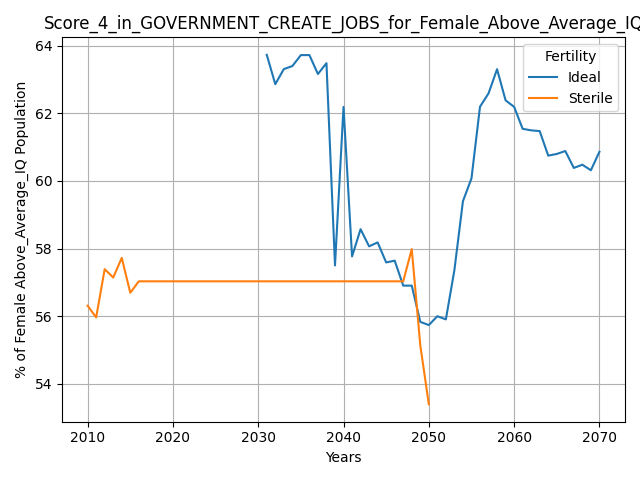 Score_4_in_GOVERNMENT_CREATE_JOBS_for_Female_Above_Average_IQ
64
62
60
58
56
54
% of Female Above_Average_IQ Population
Fertility
Ideal
Sterile
2010 2020 2030 2040 2050 2060 2070
Years